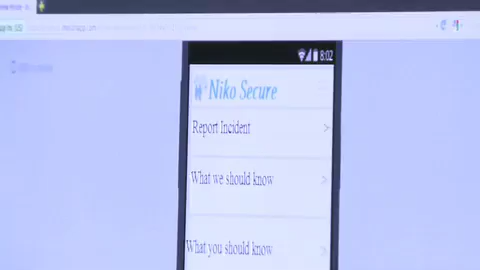 8:02
Niko Secure
Report Incident >
What we should know >
What you should know >